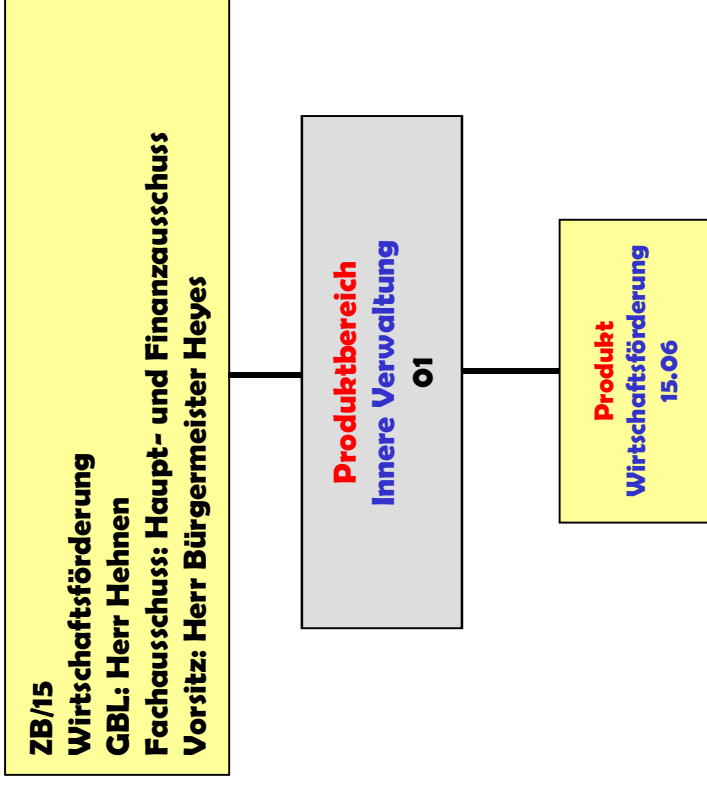 ZB/15
Wirtschaftsförderung
GBL: Herr Hehnen
Fachausschuss: Haupt- und Finanzausschuss
Vorsitz: Herr Bürgermeister Heyes
Produktbereich
Innere Verwaltung
01
Produkt
Wirtschaftsförderung
15.06